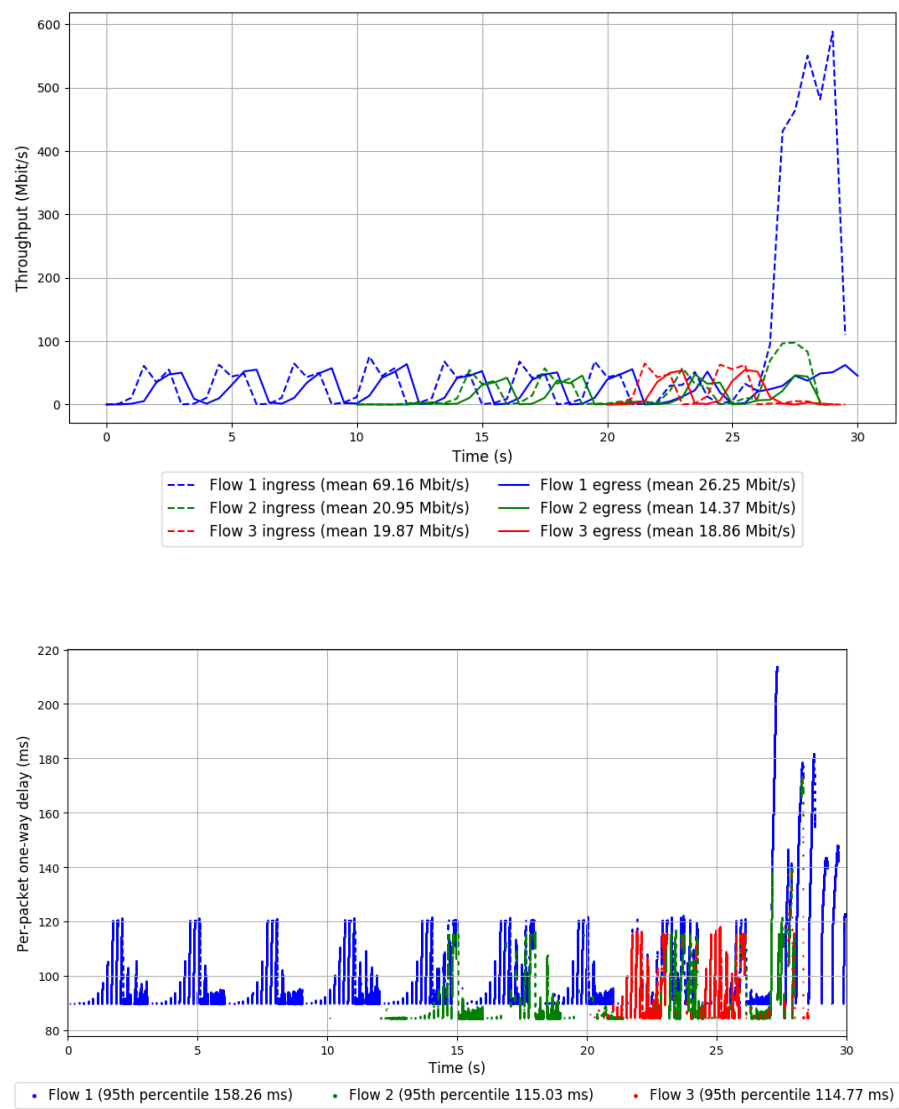 600
500
400
300
200
100
0
Throughput (Mbit/s)
0 5 10 15 20 25 30
Time (s)
Flow 1 ingress (mean 69.16 Mbit/s) Flow 1 egress (mean 26.25 Mbit/s)
Flow 2 ingress (mean 20.95 Mbit/s) Flow 2 egress (mean 14.37 Mbit/s)
Flow 3 ingress (mean 19.87 Mbit/s) Flow 3 egress (mean 18.86 Mbit/s)
220
200
180
160
140
120
100
80
Per-packet one-way delay (ms)
0 5 10 15 20 25 30
Time (s)
Flow 1 (95th percentile 158.26 ms) Flow 2 (95th percentile 115.03 ms) Flow 3 (95th percentile 114.77 ms)